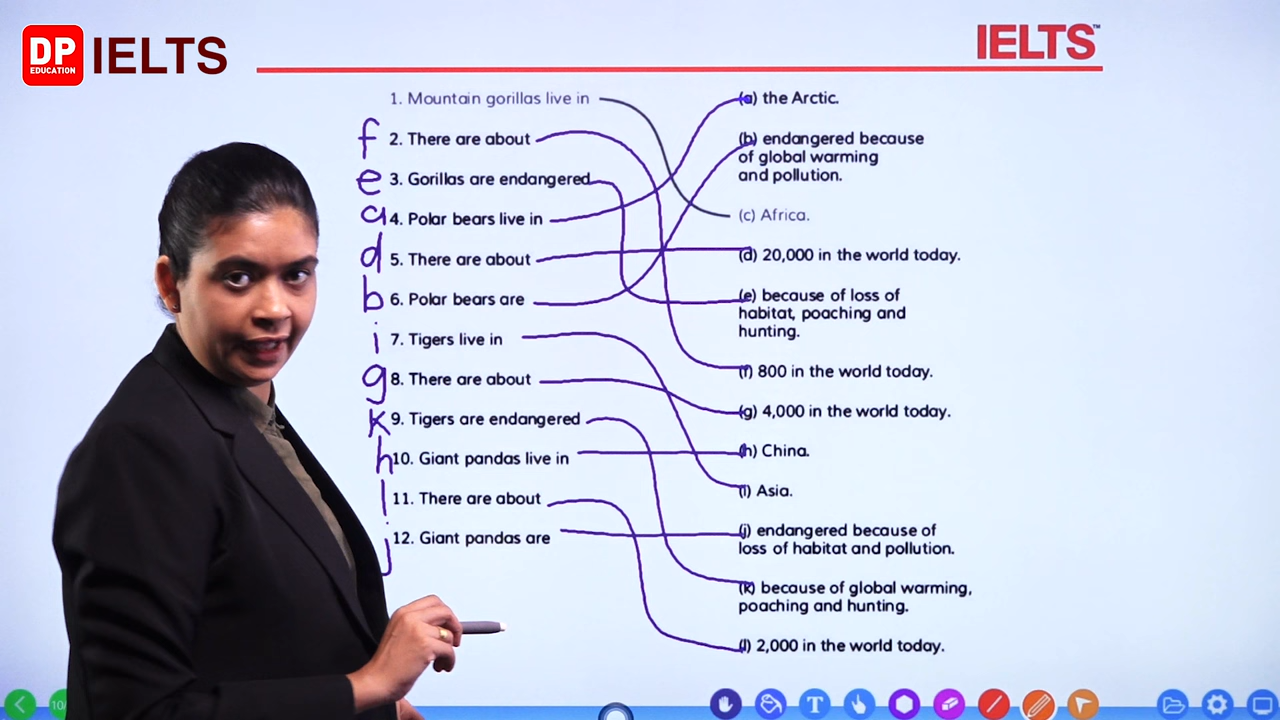 DP
EDUCATION
IELTS
IELTS™
1. Mountain gorillas live in
f 2. There are about
e 3. Gorillas are endangered
a 4. Polar bears live in
d 5. There are about
b 6. Polar bears are
i 7. Tigers live in
g 8. There are about
k 9. Tigers are endangered
h 10. Giant pandas live in
l 11. There are about
j 12. Giant pandas are
(a) the Arctic.
(b) endangered because
of global warming
and pollution.
(c) Africa.
(d) 20,000 in the world today.
(e) because of loss of
habitat, poaching and
hunting.
(f) 800 in the world today.
(g) 4,000 in the world today.
(h) China.
(i) Asia.
(j) endangered because of
loss of habitat and pollution.
(k) because of global warming,
poaching and hunting.
(l) 2,000 in the world today.
T